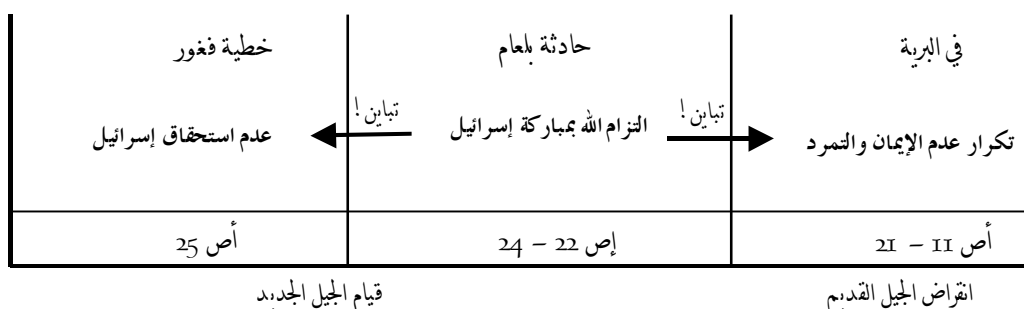 في البرية
حادثة بلعام
خطية فغور
تباين!
تباين!
تكرار عدم الإيمان والتمرد
التزام الله بمباركة إسرائيل
عدم استحقاق إسرائيل
أص 11 – 21
إص 22 – 24
أص 25
انقراض الجيل القديم
قيام الجيل الجديد